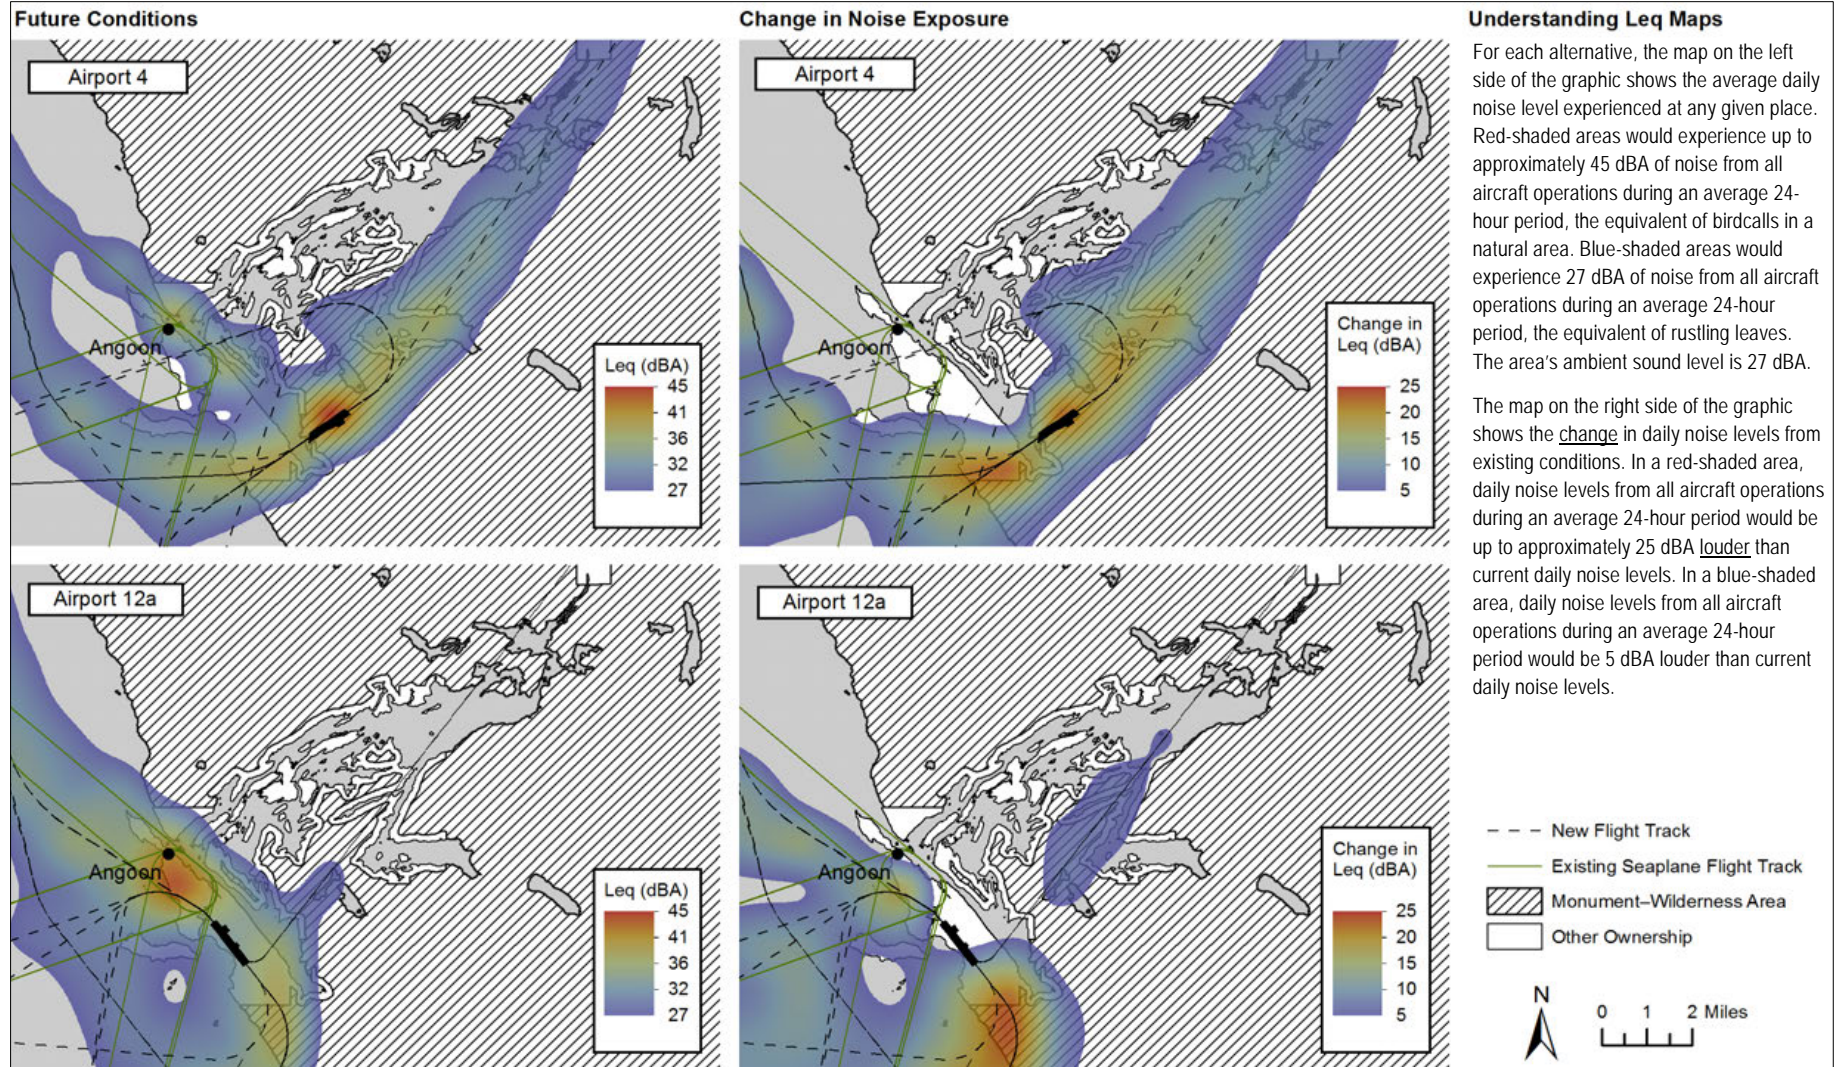 Future Conditions
Change in Noise Exposure
Understanding Leq Maps
Airport 4
Angoon
Leq (dBA)
45
41
36
32
27
Airport 4
Angoon
Change in
Leq (dBA)
25
20
15
10
5
For each alternative, the map on the left
side of the graphic shows the average daily
noise level experienced at any given place.
Red-shaded areas would experience up to
approximately 45 dBA of noise from all
aircraft operations during an average 24-
hour period, the equivalent of birdcalls in a
natural area. Blue-shaded areas would
experience 27 dBA of noise from all aircraft
operations during an average 24-hour
period, the equivalent of rustling leaves.
The area's ambient sound level is 27 dBA.
The map on the right side of the graphic
shows the change in daily noise levels from
existing conditions. In a red-shaded area,
daily noise levels from all aircraft operations
during an average 24-hour period would be
up to approximately 25 dBA louder than
current daily noise levels. In a blue-shaded
area, daily noise levels from all aircraft
operations during an average 24-hour
period would be 5 dBA louder than current
daily noise levels.
Airport 12a
Angoon
Leq (dBA)
45
41
36
32
27
Airport 12a
Angoon
Change in
Leq (dBA)
25
20
15
10
5
New Flight Track
Existing Seaplane Flight Track
Monument–Wilderness Area
Other Ownership
N
0 1 2 Miles